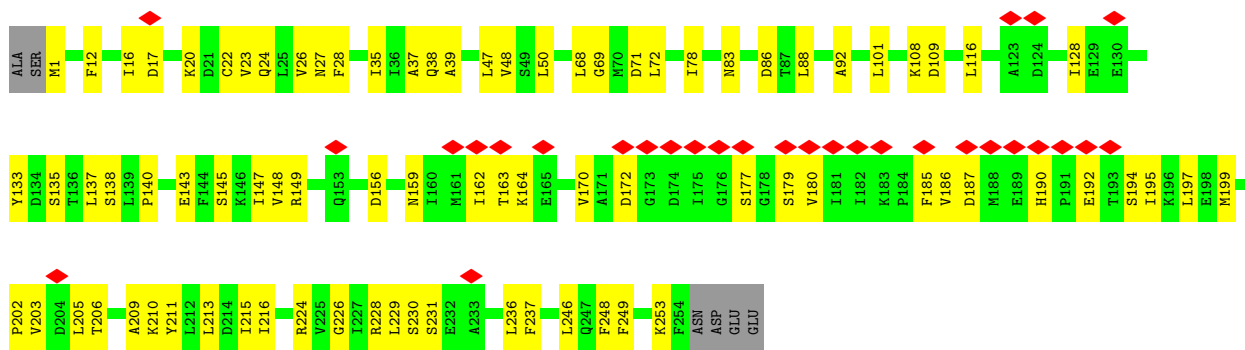 ALA SER M1 F12 I16 D17 K20 D21 C22 V23 Q24 L25 V26 N27 F28 I35 I36 A37 Q38 A39 L47 V48 S49 L50 L68 G69 M70 D71 L72 I78 N83 D86 T87 L88 A92 L101 K108 D109 L116 A123 D124 I128 E129 E130
Y133 D134 S135 T136 L137 S138 L139 P140 E143 F144 S145 K146 I147 V148 R149 Q153 D156 N159 I160 M161 I162 T163 K164 E165 V170 A171 D172 G173 D174 I175 G176 S177 G178 S179 V180 I181 I182 K183 P184 F185 V186 D187 M188 E189 H190 P191 E192 T193 S194 I195 K196 L197 E198 M199
P202 V203 D204 L205 T206 A209 K210 Y211 L212 L213 D214 I215 I216 R224 V225 G226 I227 R228 L229 S230 S231 E232 A233 L236 F237 L246 Q247 F248 F249 K253 F254 ASN ASP GLU GLU